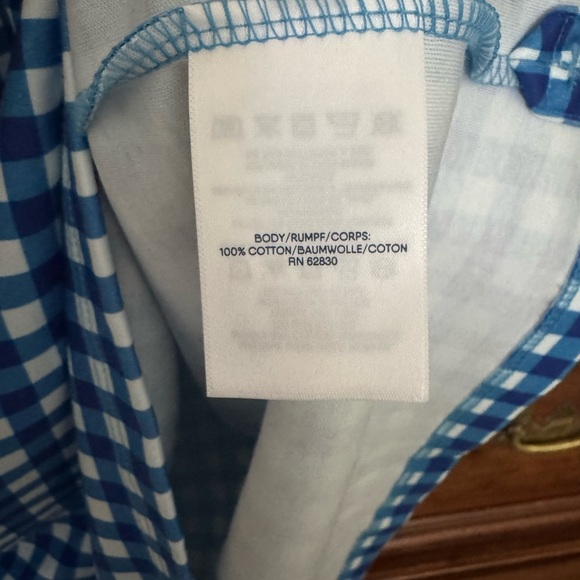 BODY/RUMPF/CORPS:
100% COTTON/BAUMWOLLE/COTON
RN 62830